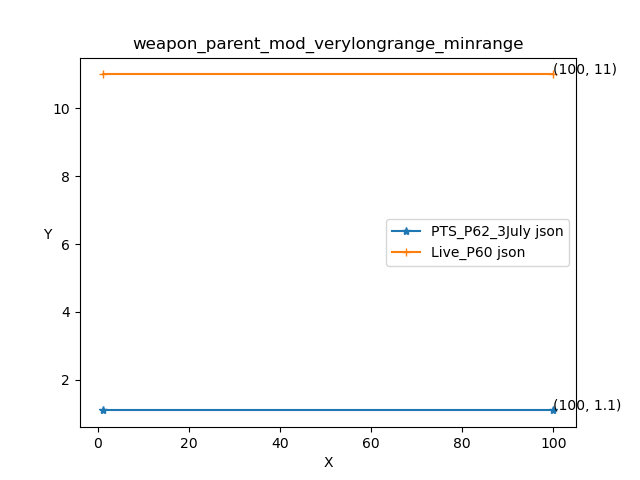 weapon_parent_mod_verylongrange_minrange
(100, 11)
10
8
PTS_P62_3July json
Y
6
Live_P60 json
4
2
(100, 1.1)
0 20 40 60 80 100
X